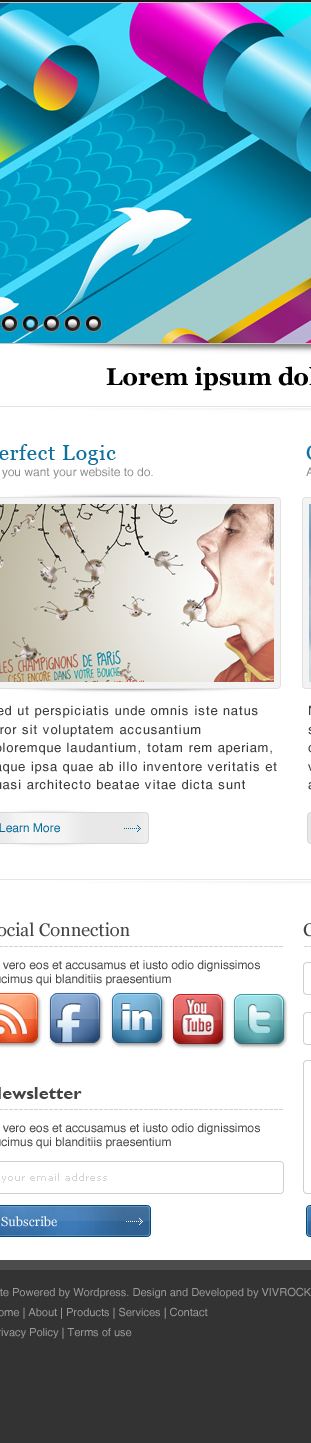 Lorem ipsum dol
erfect Logic
you want your website to do.
LES CHAMPIGNONS DE PARIS
C'EST ENCORE DANS VOTRE BOUCHE
ed ut perspiciatis unde omnis iste natus
ror sit voluptatem accusantium
oloremque laudantium, totam rem aperiam,
aque ipsa quae ab illo inventore veritatis et
uasi architecto beatae vitae dicta sunt
Learn More
ocial Connection
vero eos et accusamus et iusto odio dignissimos
ucimus qui blanditiis praesentium
f
in
You
Tube
t
Newsletter
vero eos et accusamus et iusto odio dignissimos
ucimus qui blanditiis praesentium
your email address
Subscribe
te Powered by Wordpress. Design and Developed by VIVROCK
ome | About | Products | Services | Contact
rivacy Policy | Terms of use